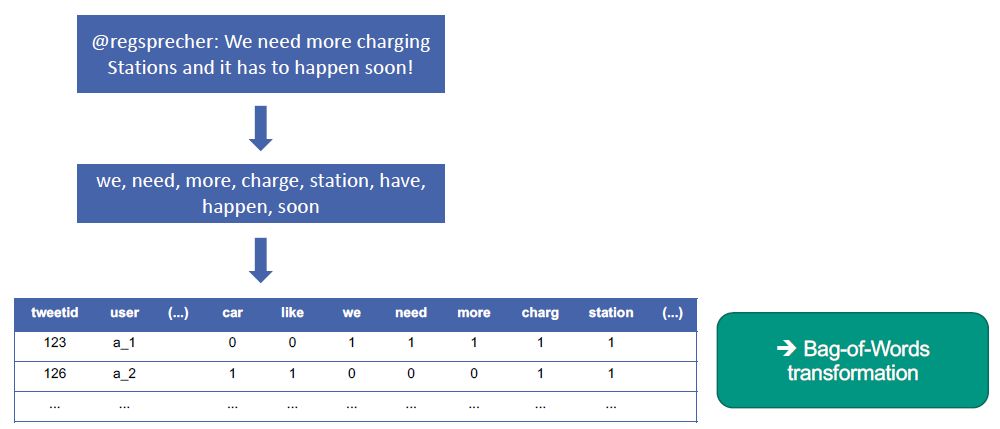 @regsprecher: We need more charging
Stations and it has to happen soon!
we, need, more, charge, station, have,
happen, soon
tweetid user (...) car like we need more charg station (...)
123 a_1 0 0 1 1 1 1 1
126 a_2 1 1 0 0 0 1 1
... ... ... ... ... ... ... ... ...
➔ Bag-of-Words
transformation